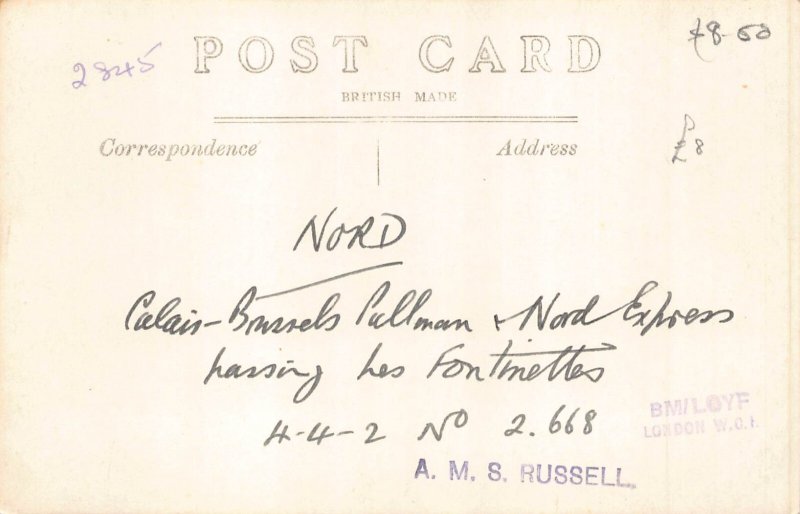 2845
£8-50
POST CARD
BRITISH MADE
Correspondence
Address
£8
NORD
Calais-Brussels Pullman & Nord Express
passing Les Fontinettes
4-4-2 No 2.668
BM/LOYF
LONDON W.C.1.
A. M. S. RUSSELL.